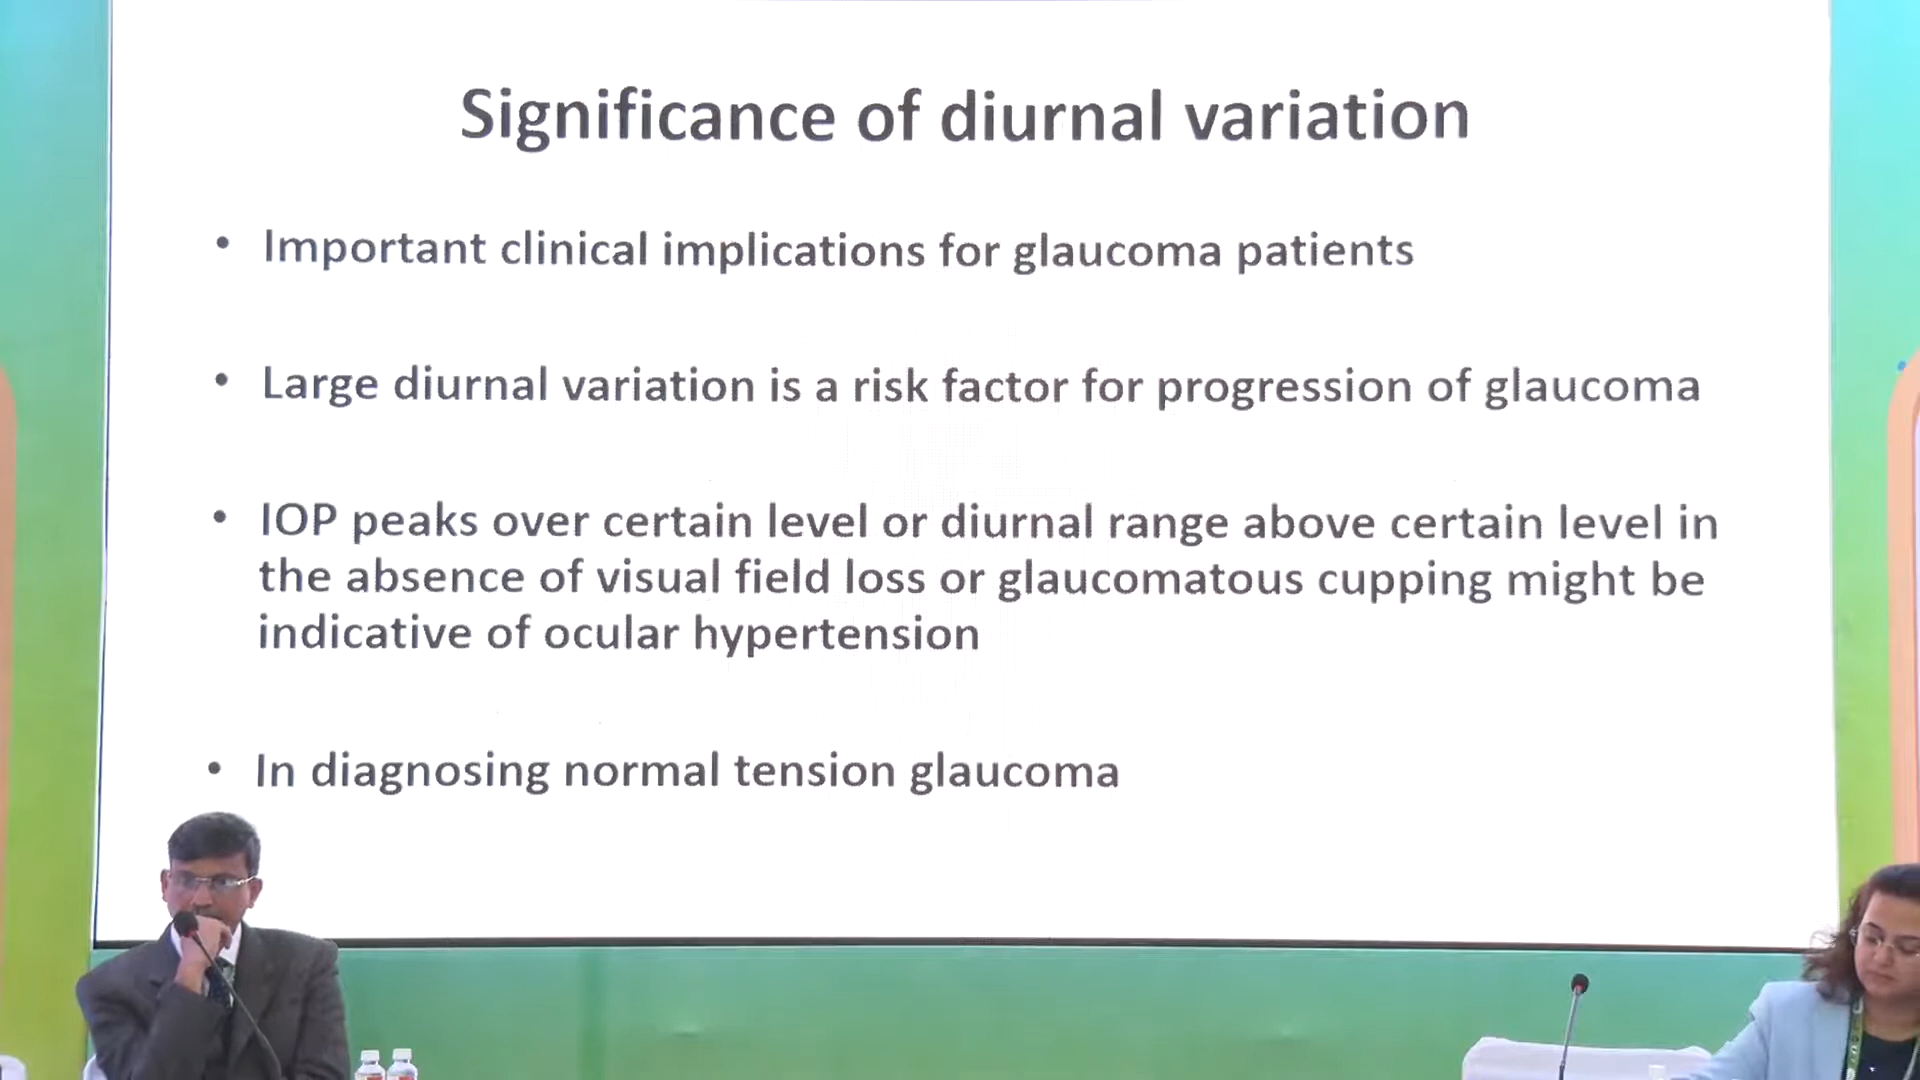 Significance of diurnal variation
• Important clinical implications for glaucoma patients
• Large diurnal variation is a risk factor for progression of glaucoma
• IOP peaks over certain level or diurnal range above certain level in
the absence of visual field loss or glaucomatous cupping might be
indicative of ocular hypertension
• In diagnosing normal tension glaucoma